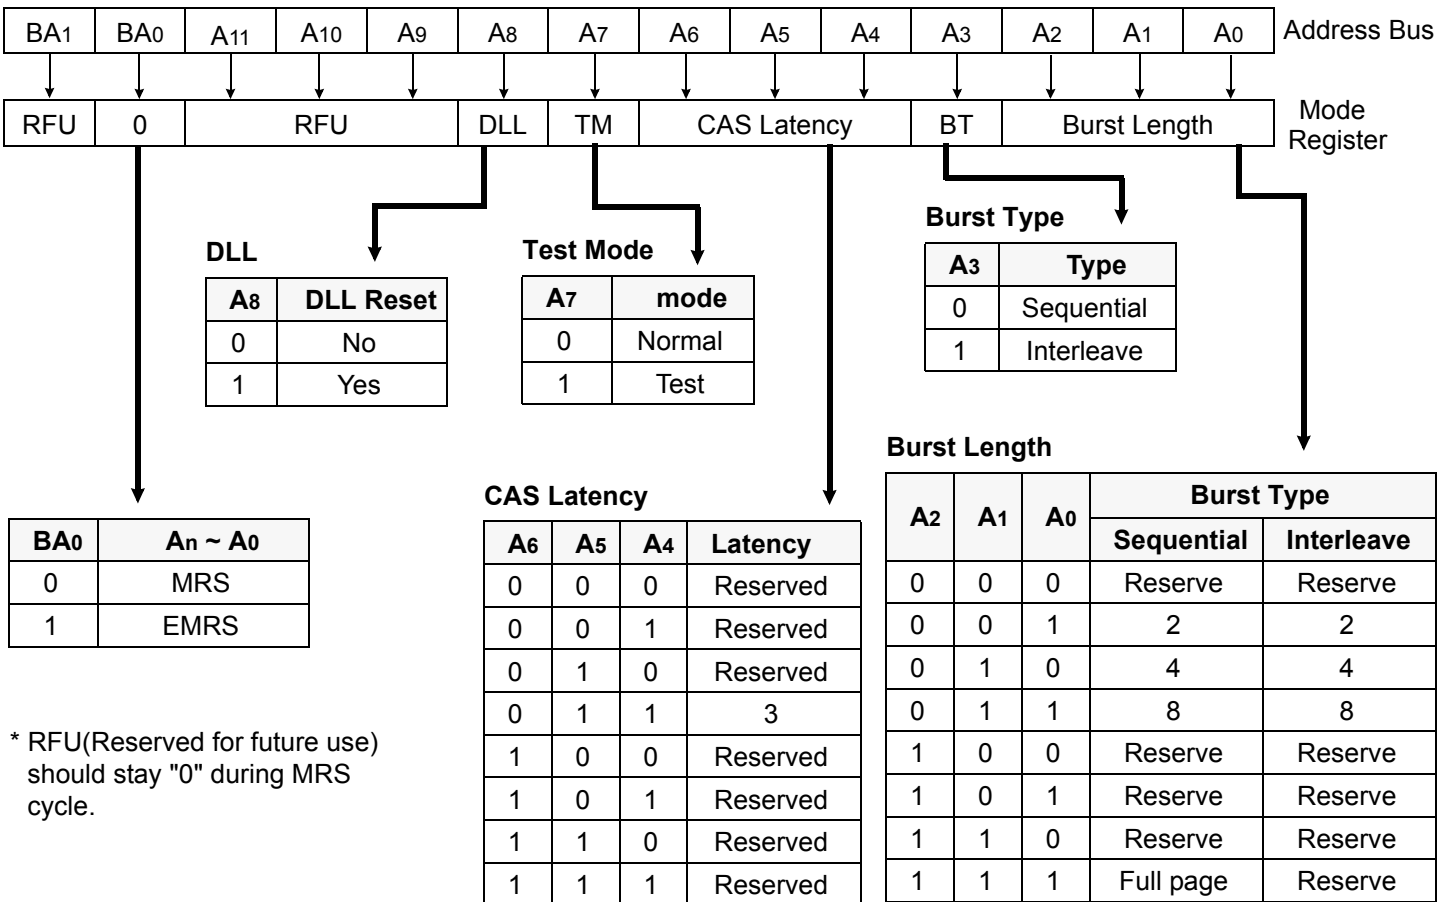 BA1 BA0 A11 A10 A9 A8 A7 A6 A5 A4 A3 A2 A1 A0 Address Bus
RFU 0 RFU DLL TM CAS Latency BT Burst Length Mode Register
DLL
A8 DLL Reset
0 No
1 Yes
Test Mode
A7 mode
0 Normal
1 Test
Burst Type
A3 Type
0 Sequential
1 Interleave
BA0 An ~ A0
0 MRS
1 EMRS
* RFU(Reserved for future use)
should stay "0" during MRS
cycle.
CAS Latency
A6 A5 A4 Latency
0 0 0 Reserved
0 0 1 Reserved
0 1 0 Reserved
0 1 1 3
1 0 0 Reserved
1 0 1 Reserved
1 1 0 Reserved
1 1 1 Reserved
Burst Length
A2 A1 A0 Burst Type
Sequential Interleave
0 0 0 Reserve Reserve
0 0 1 2 2
0 1 0 4 4
0 1 1 8 8
1 0 0 Reserve Reserve
1 0 1 Reserve Reserve
1 1 0 Reserve Reserve
1 1 1 Full page Reserve